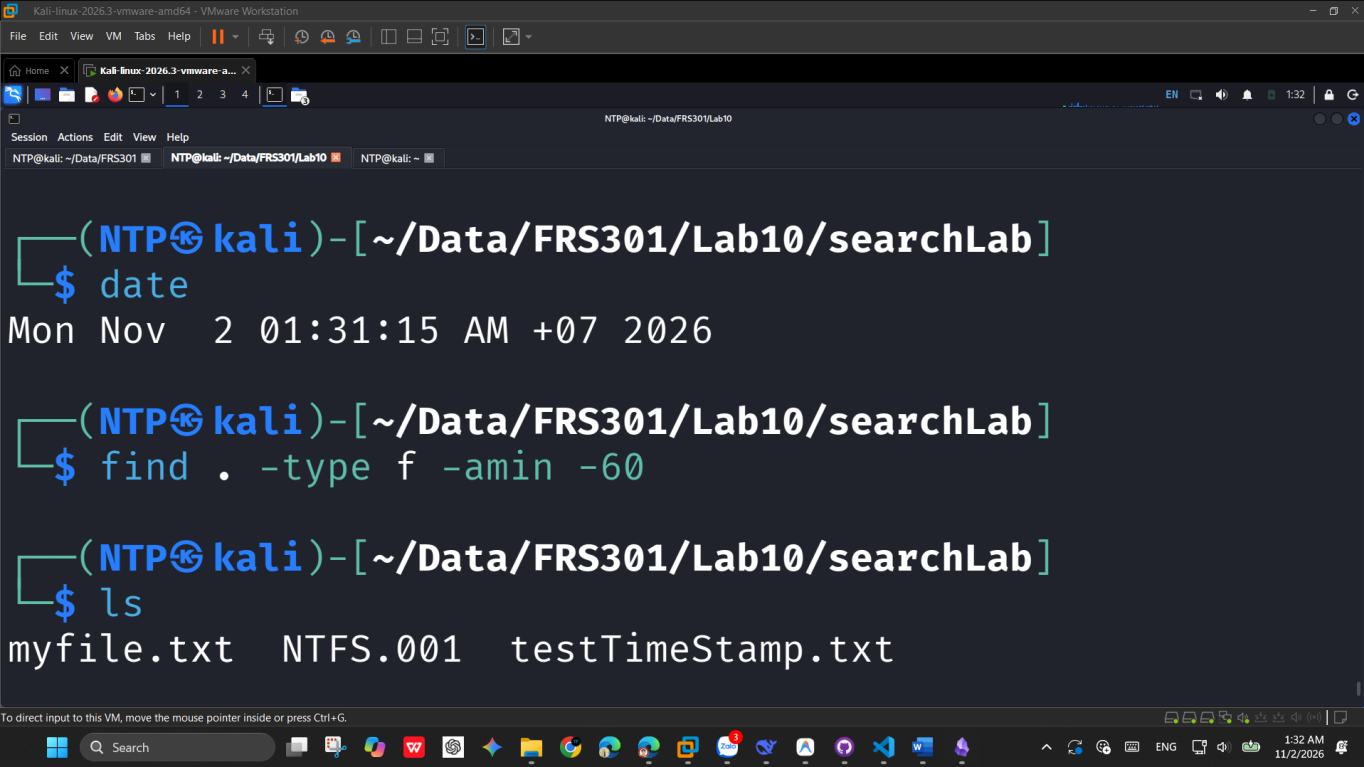 Kali-linux-2026.3-vmware-amd64 - VMware Workstation
File Edit View VM Tabs Help
Home Kali-linux-2026.3-vmware-a...
1 2 3 4 3 EN 1:32
NTP@kali: ~/Data/FRS301/Lab10
Session Actions Edit View Help
NTP@kali: ~/Data/FRS301 NTP@kali: ~/Data/FRS301/Lab10 NTP@kali: ~
┌──(NTP㉿kali)-[~/Data/FRS301/Lab10/searchLab]
└─$ date
Mon Nov  2 01:31:15 AM +07 2026
┌──(NTP㉿kali)-[~/Data/FRS301/Lab10/searchLab]
└─$ find . -type f -amin -60
┌──(NTP㉿kali)-[~/Data/FRS301/Lab10/searchLab]
└─$ ls
myfile.txt  NTFS.001  testTimeStamp.txt
To direct input to this VM, move the mouse pointer inside or press Ctrl+G.
Search Zalo 3 ENG 1:32 AM
11/2/2026